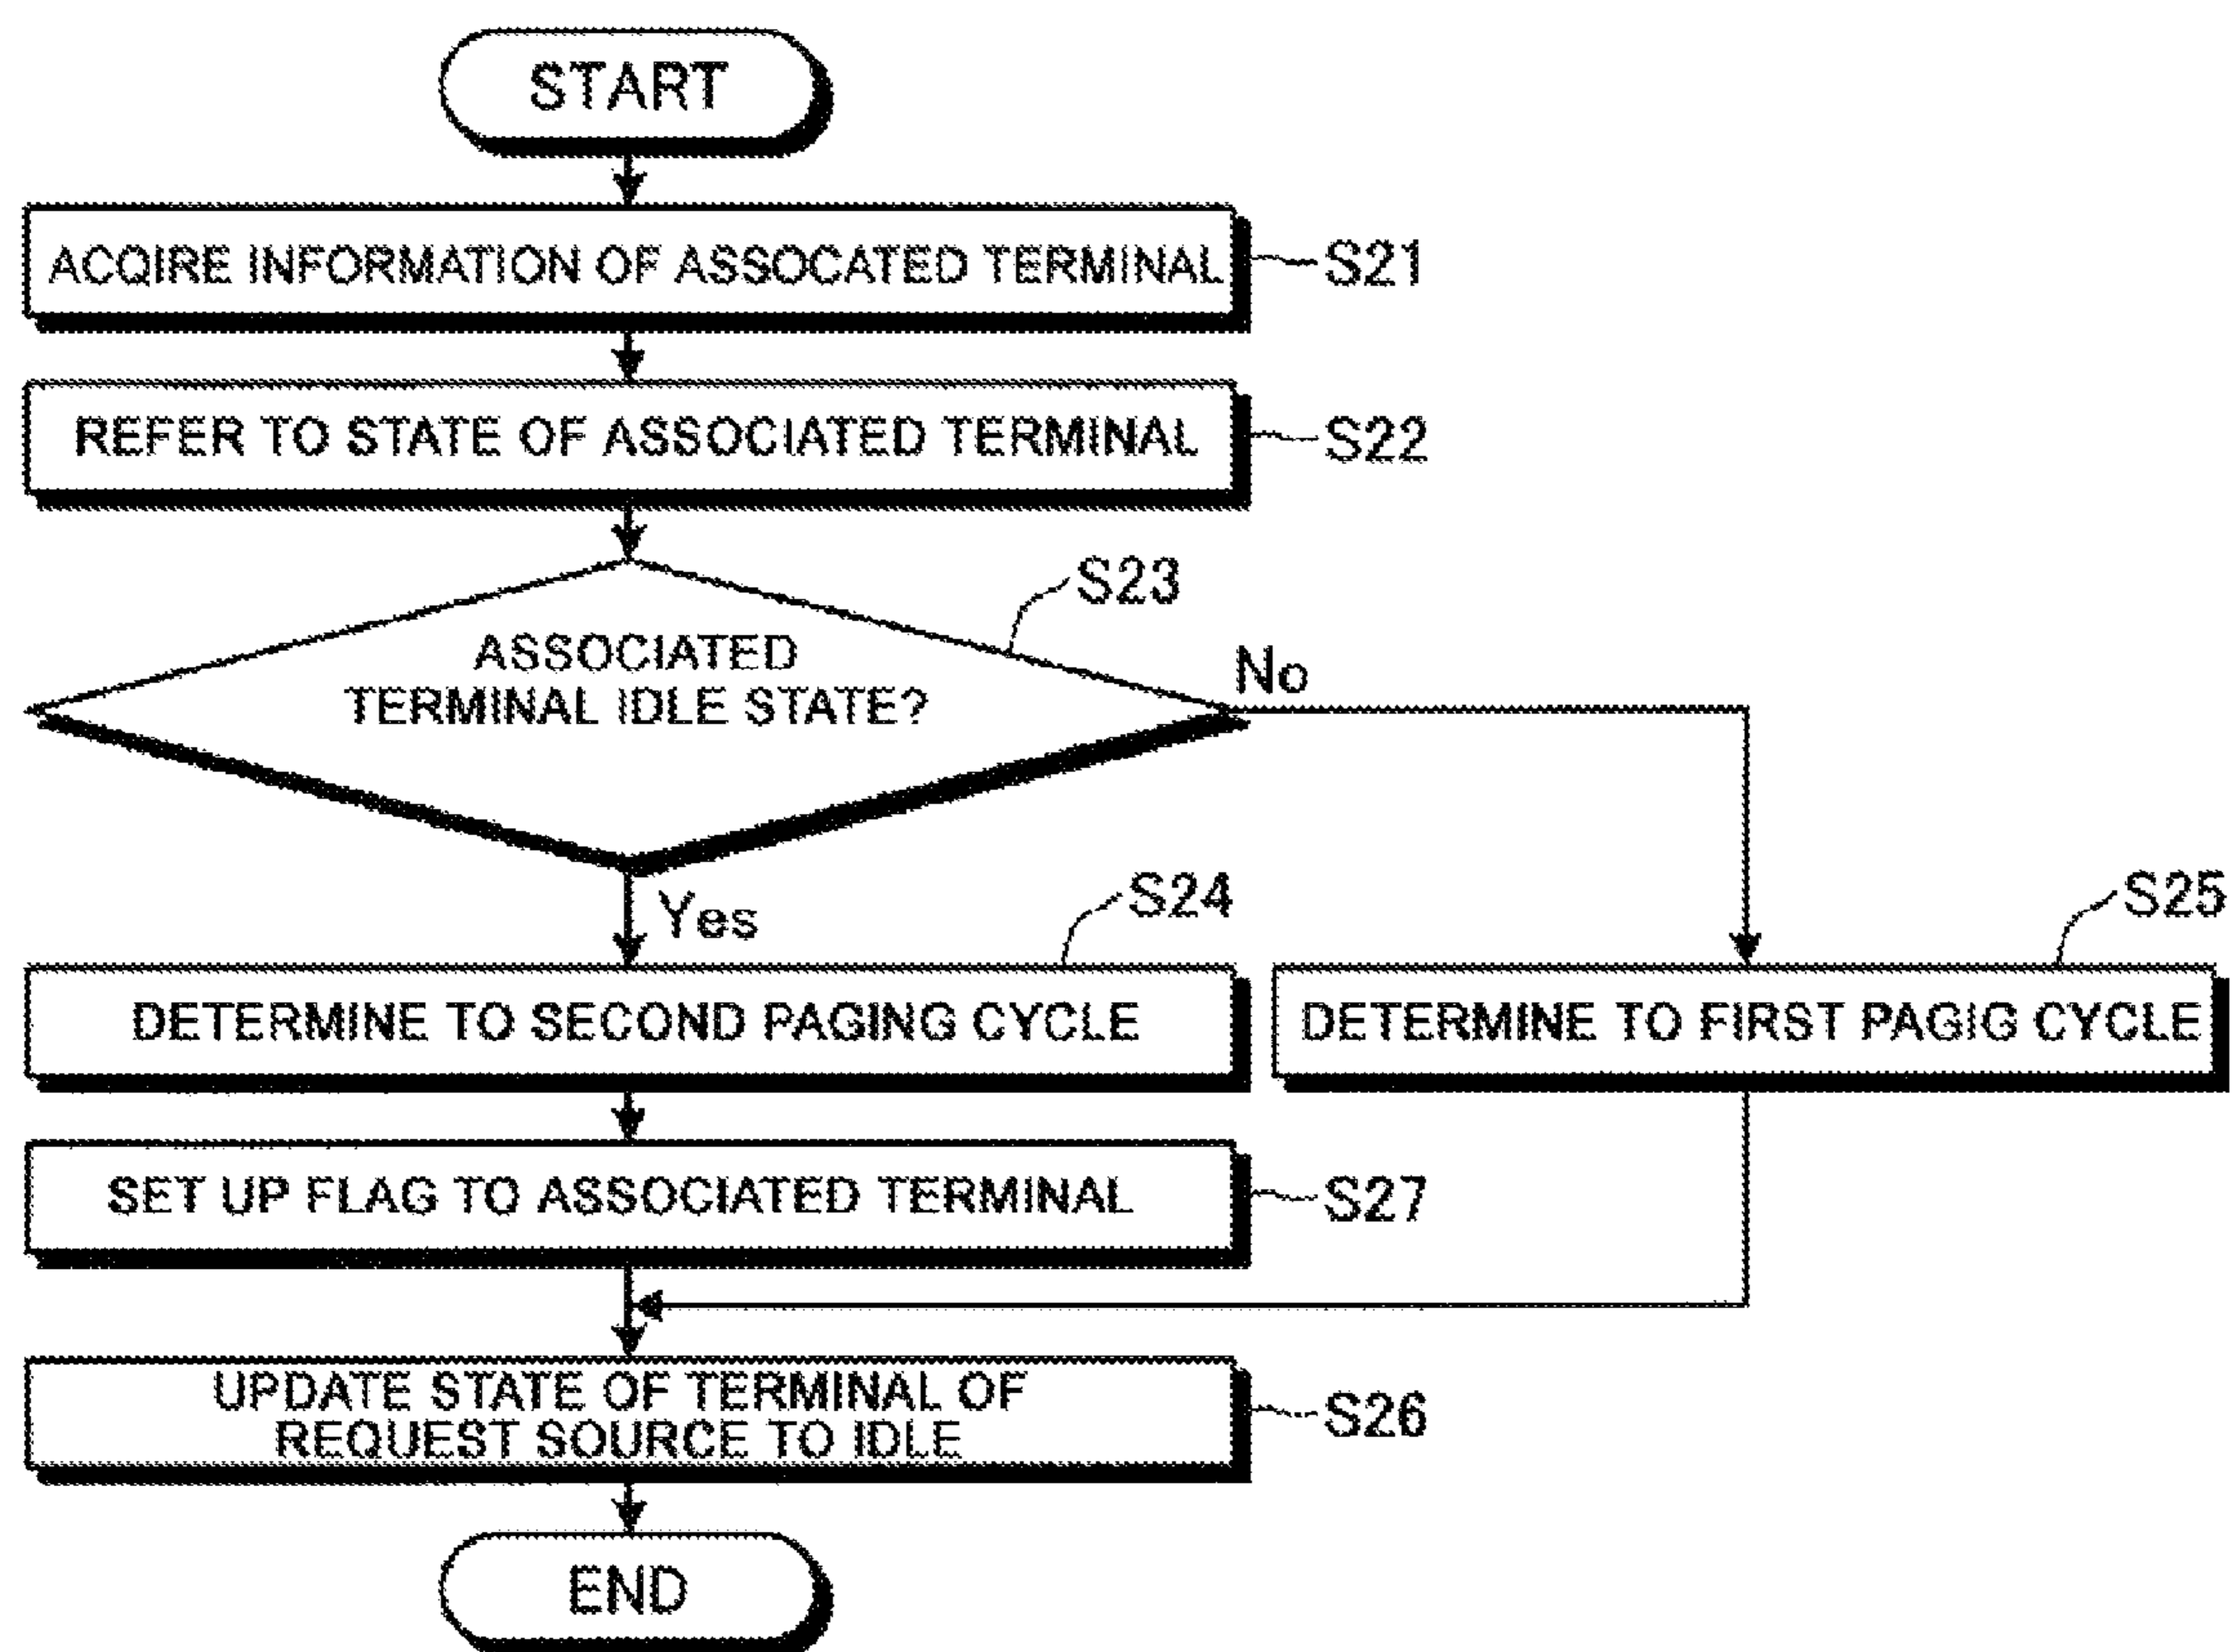 START
ACQIRE INFORMATION OF ASSOCATED TERMINAL
S21
REFER TO STATE OF ASSOCIATED TERMINAL
S22
S23
ASSOCIATED
TERMINAL IDLE STATE?
No
Yes
S24
S25
DETERMINE TO SECOND PAGING CYCLE
DETERMINE TO FIRST PAGIG CYCLE
SET UP FLAG TO ASSOCIATED TERMINAL
S27
UPDATE STATE OF TERMINAL OF
REQUEST SOURCE TO IDLE
S26
END